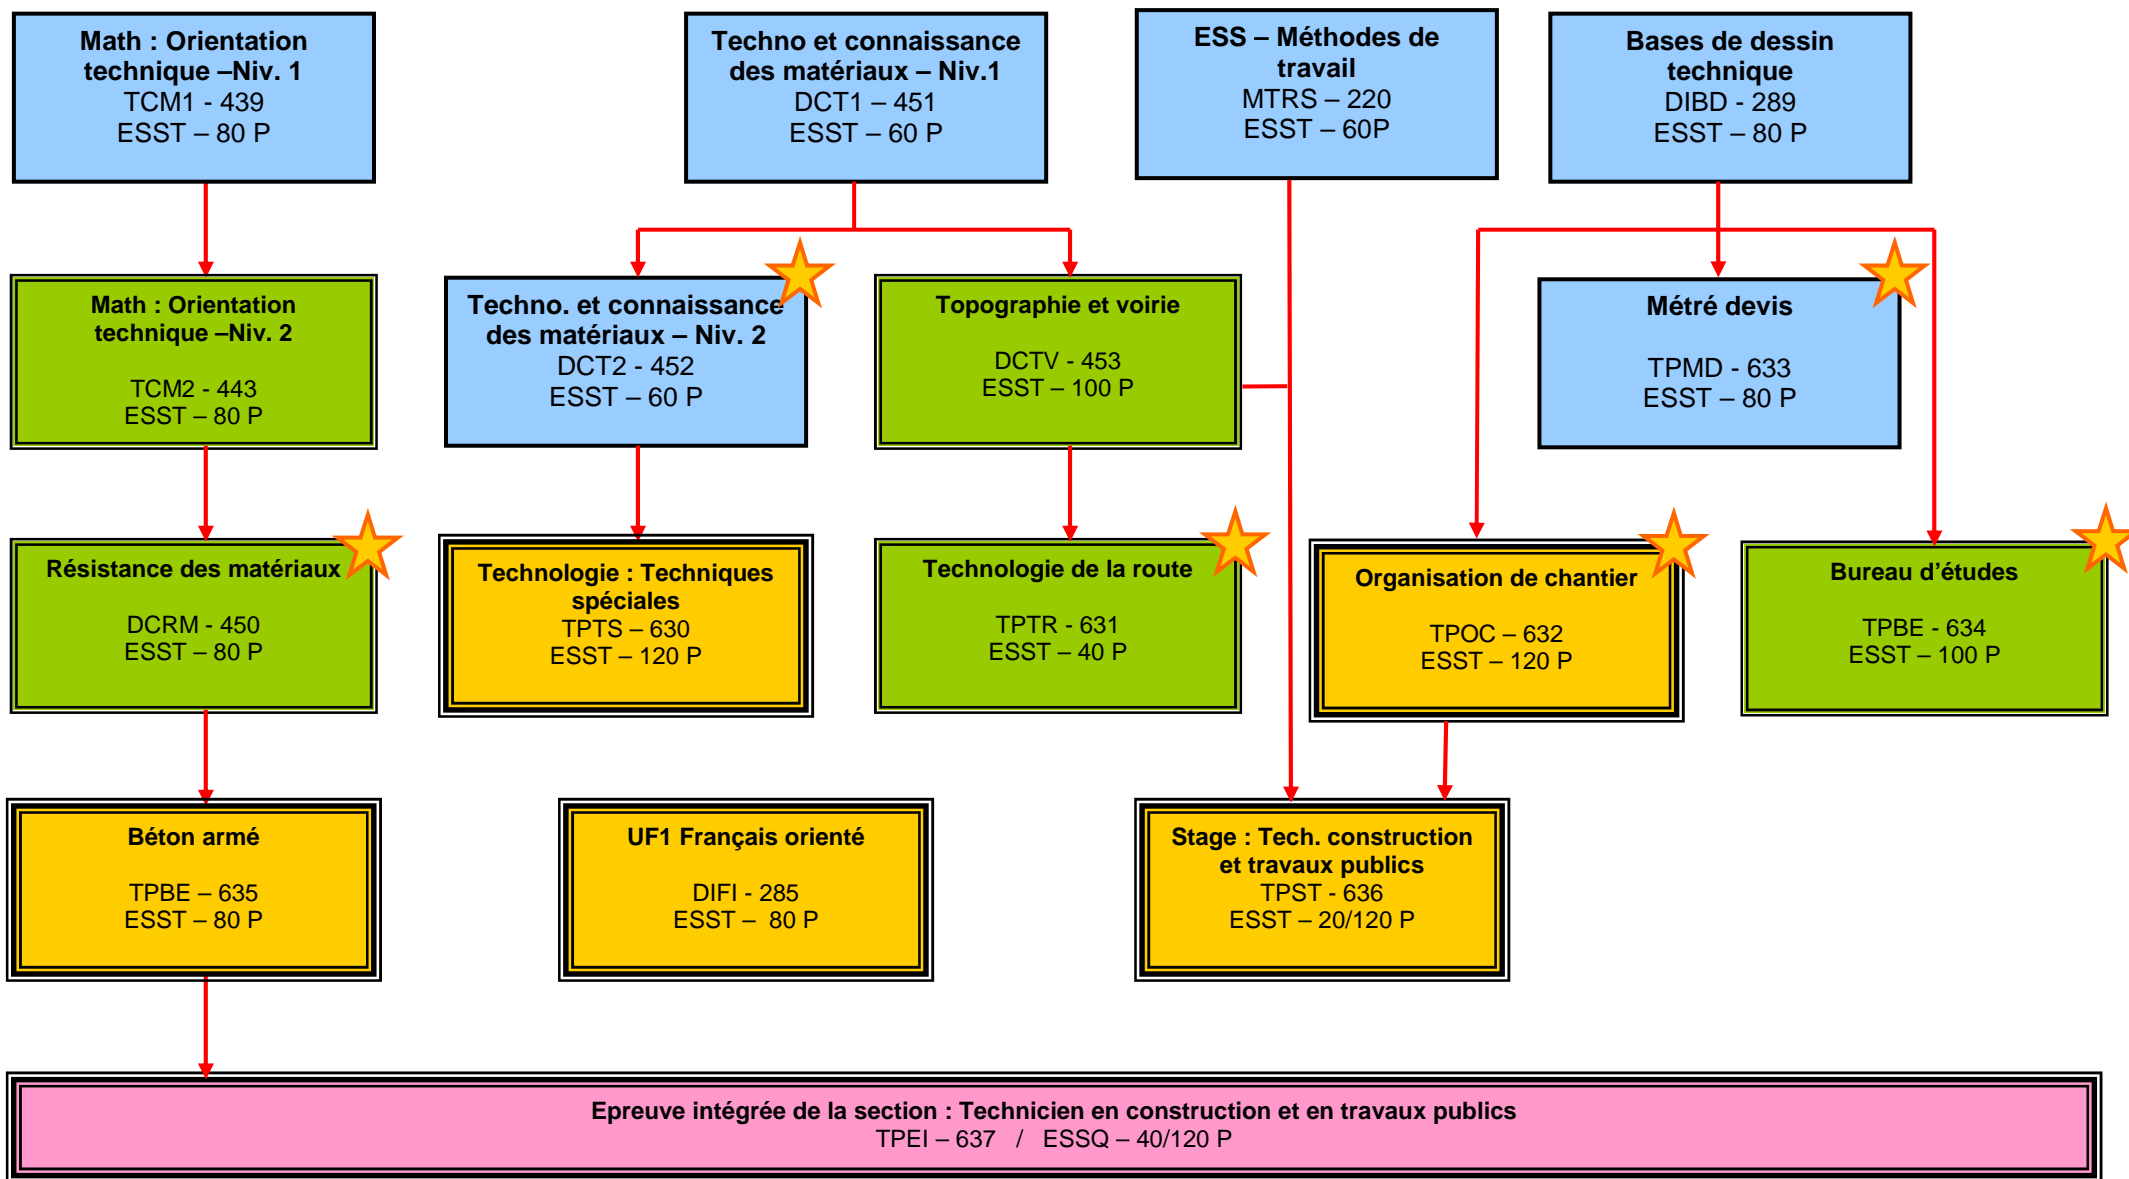 Math : Orientation
technique –Niv. 1
TCM1 - 439
ESST – 80 P
Techno et connaissance
des matériaux – Niv.1
DCT1 – 451
ESST – 60 P
ESS – Méthodes de
travail
MTRS – 220
ESST – 60P
Bases de dessin
technique
DIBD - 289
ESST – 80 P
Math : Orientation
technique –Niv. 2
TCM2 - 443
ESST – 80 P
Techno. et connaissance
des matériaux – Niv. 2
DCT2 - 452
ESST – 60 P
Topographie et voirie
DCTV - 453
ESST – 100 P
Métré devis
TPMD - 633
ESST – 80 P
Résistance des matériaux
DCRM - 450
ESST – 80 P
Technologie : Techniques
spéciales
TPTS – 630
ESST – 120 P
Technologie de la route
TPTR - 631
ESST – 40 P
Organisation de chantier
TPOC – 632
ESST – 120 P
Bureau d’études
TPBE - 634
ESST – 100 P
Béton armé
TPBE – 635
ESST – 80 P
UF1 Français orienté
DIFI - 285
ESST –  80 P
Stage : Tech. construction
et travaux publics
TPST - 636
ESST – 20/120 P
Epreuve intégrée de la section : Technicien en construction et en travaux publics
TPEI – 637   /   ESSQ – 40/120 P